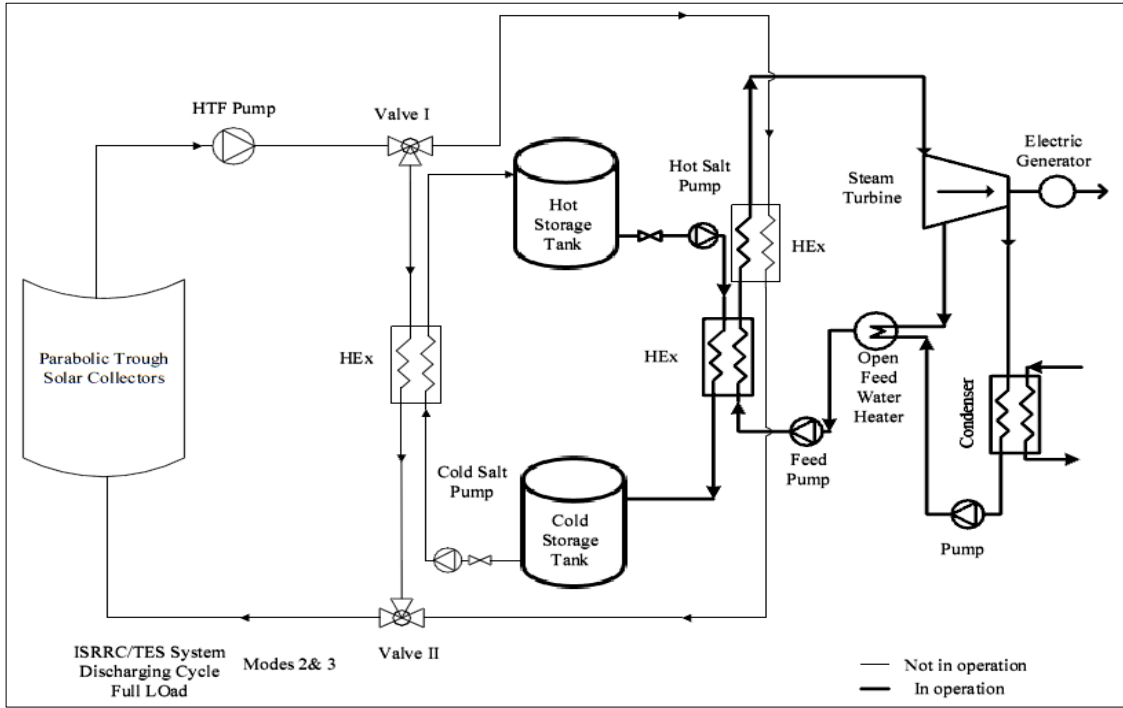 HTF Pump
Valve I
Hot Salt
Pump
Electric
Generator
Steam
Turbine
Hot
Storage
Tank
HEx
Parabolic Trough
Solar Collectors
HEx
HEx
Open
Feed
Water
Heater
Condenser
Cold Salt
Pump
Feed
Pump
Cold
Storage
Tank
Pump
Valve II
ISRRC/TES System
Discharging Cycle
Full LOad
Modes 2& 3
Not in operation
In operation